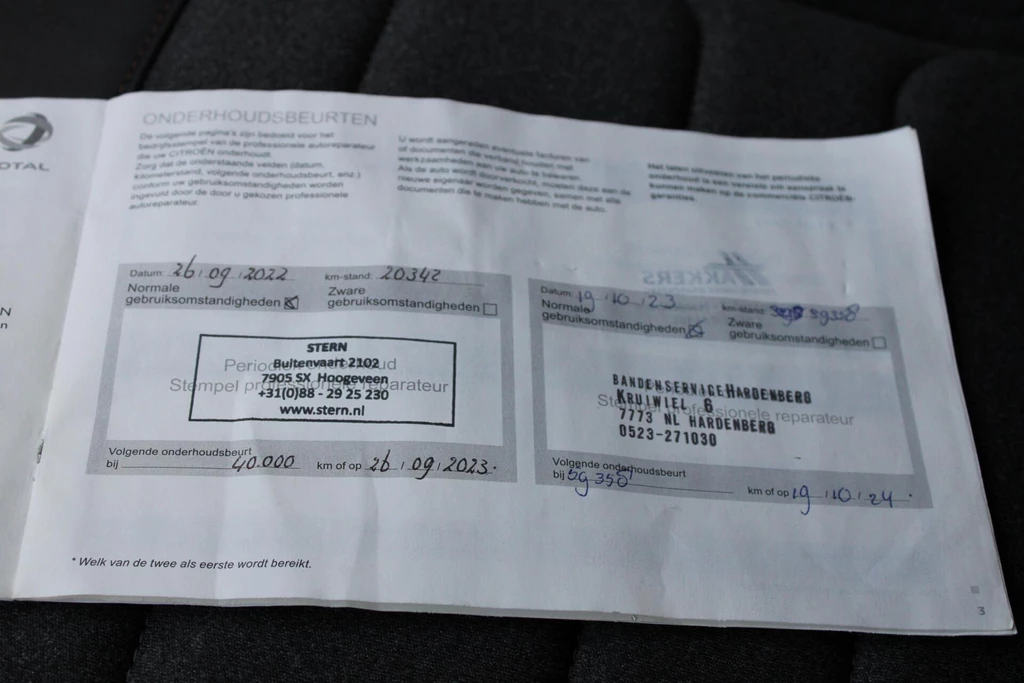 OTAL
N
n
ONDERHOUDSBEURTEN
De volgende pagina's zijn bedoeld voor het
bedrijfsstempel van de professionele autoreparateur
die uw CITROËN onderhoudt.
Zorg dat de onderstaande velden (datum,
kilometerstand, volgende onderhoudsbeurt, enz.)
conform uw gebruiksomstandigheden worden
ingevuld door de door u gekozen professionele
autoreparateur.
U wordt aangeraden eventuele facturen van
of documenten die verband houden met
werkzaamheden aan uw auto te bewaren.
Als de auto wordt doorverkocht, moeten deze aan de
nieuwe eigenaar worden gegeven, samen met alle
documenten die te maken hebben met de auto.
Het laten uitvoeren van het periodieke
onderhoud is een vereiste om aanspraak te
kunnen maken op de commerciële CITROËN-
garanties.
Datum: 26/09/2022 km-stand: 20342
Normale
gebruiksomstandigheden
Zware
gebruiksomstandigheden
Stempel professionele reparateur
STERN
Buitenvaart 2102
7905 SX Hoogeveen
+31(0)88 - 29 25 230
www.stern.nl
Volgende onderhoudsbeurt
bij 40.000 km of op 26/09/2023.
Datum: 19/10/23 km-stand: 39358
Normale
gebruiksomstandigheden
Zware
gebruiksomstandigheden
Stempel professionele reparateur
BANDENSERVICE HARDENBERG
KRUIWIEL 6
7773 NL HARDENBERG
0523-271030
Volgende onderhoudsbeurt
bij 59350 km of op 19/10/24.
* Welk van de twee als eerste wordt bereikt.
3